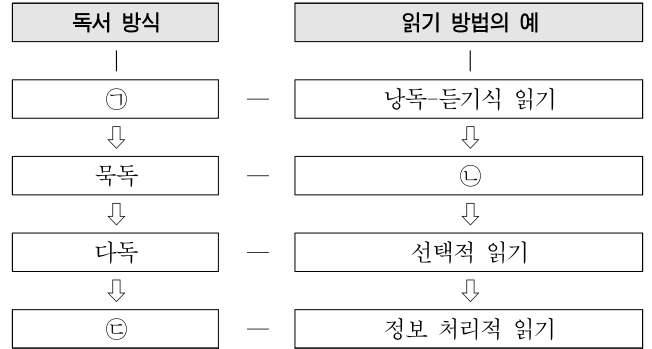 독서 방식 읽기 방법의 예
㉠ 낭독-듣기식 읽기
묵독 ㉡
다독 선택적 읽기
㉢ 정보 처리적 읽기